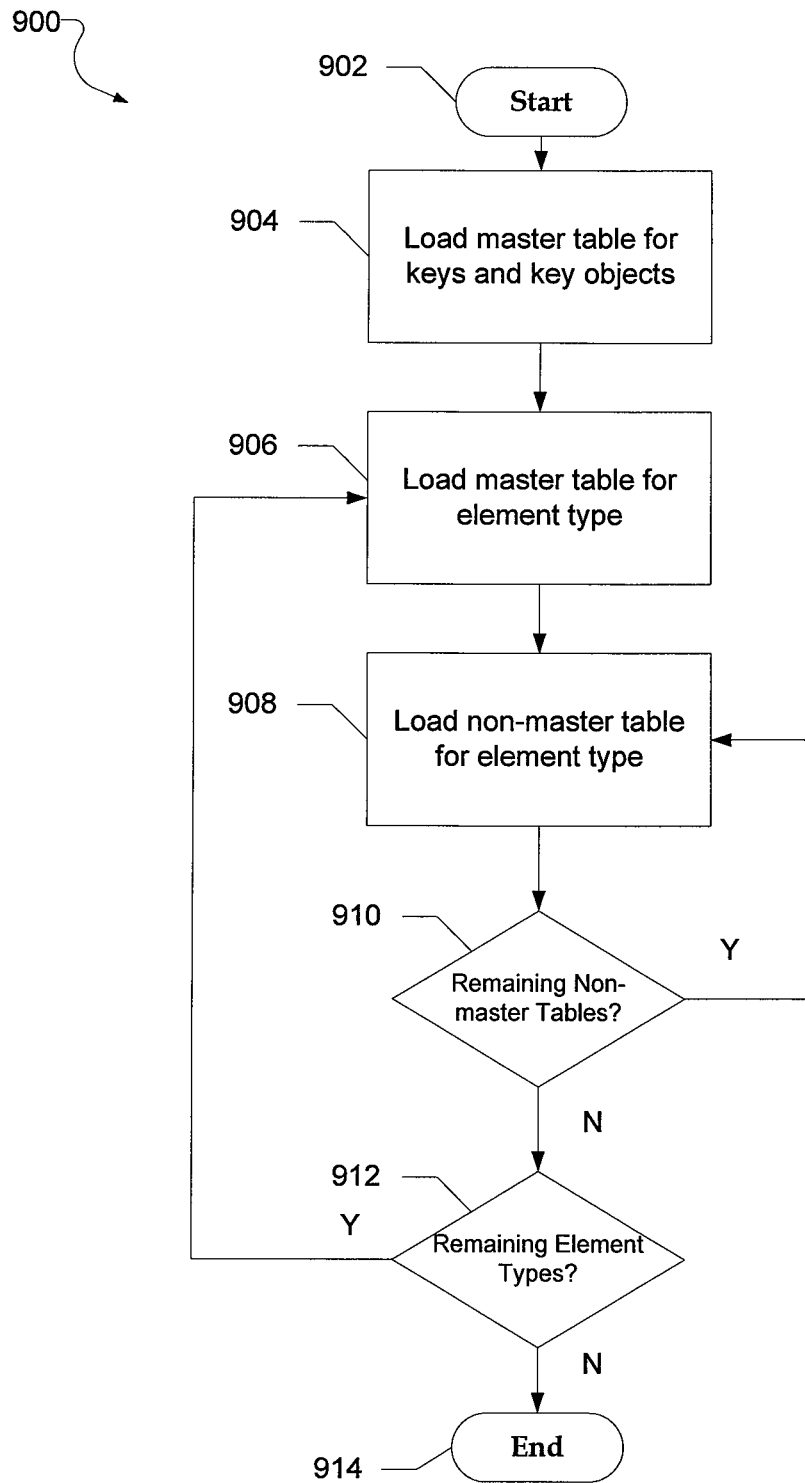 900
902
Start
904
Load master table for
keys and key objects
906
Load master table for
element type
908
Load non-master table
for element type
910
Remaining Non-
master Tables?
Y
N
912
Y
Remaining Element
Types?
N
End
914